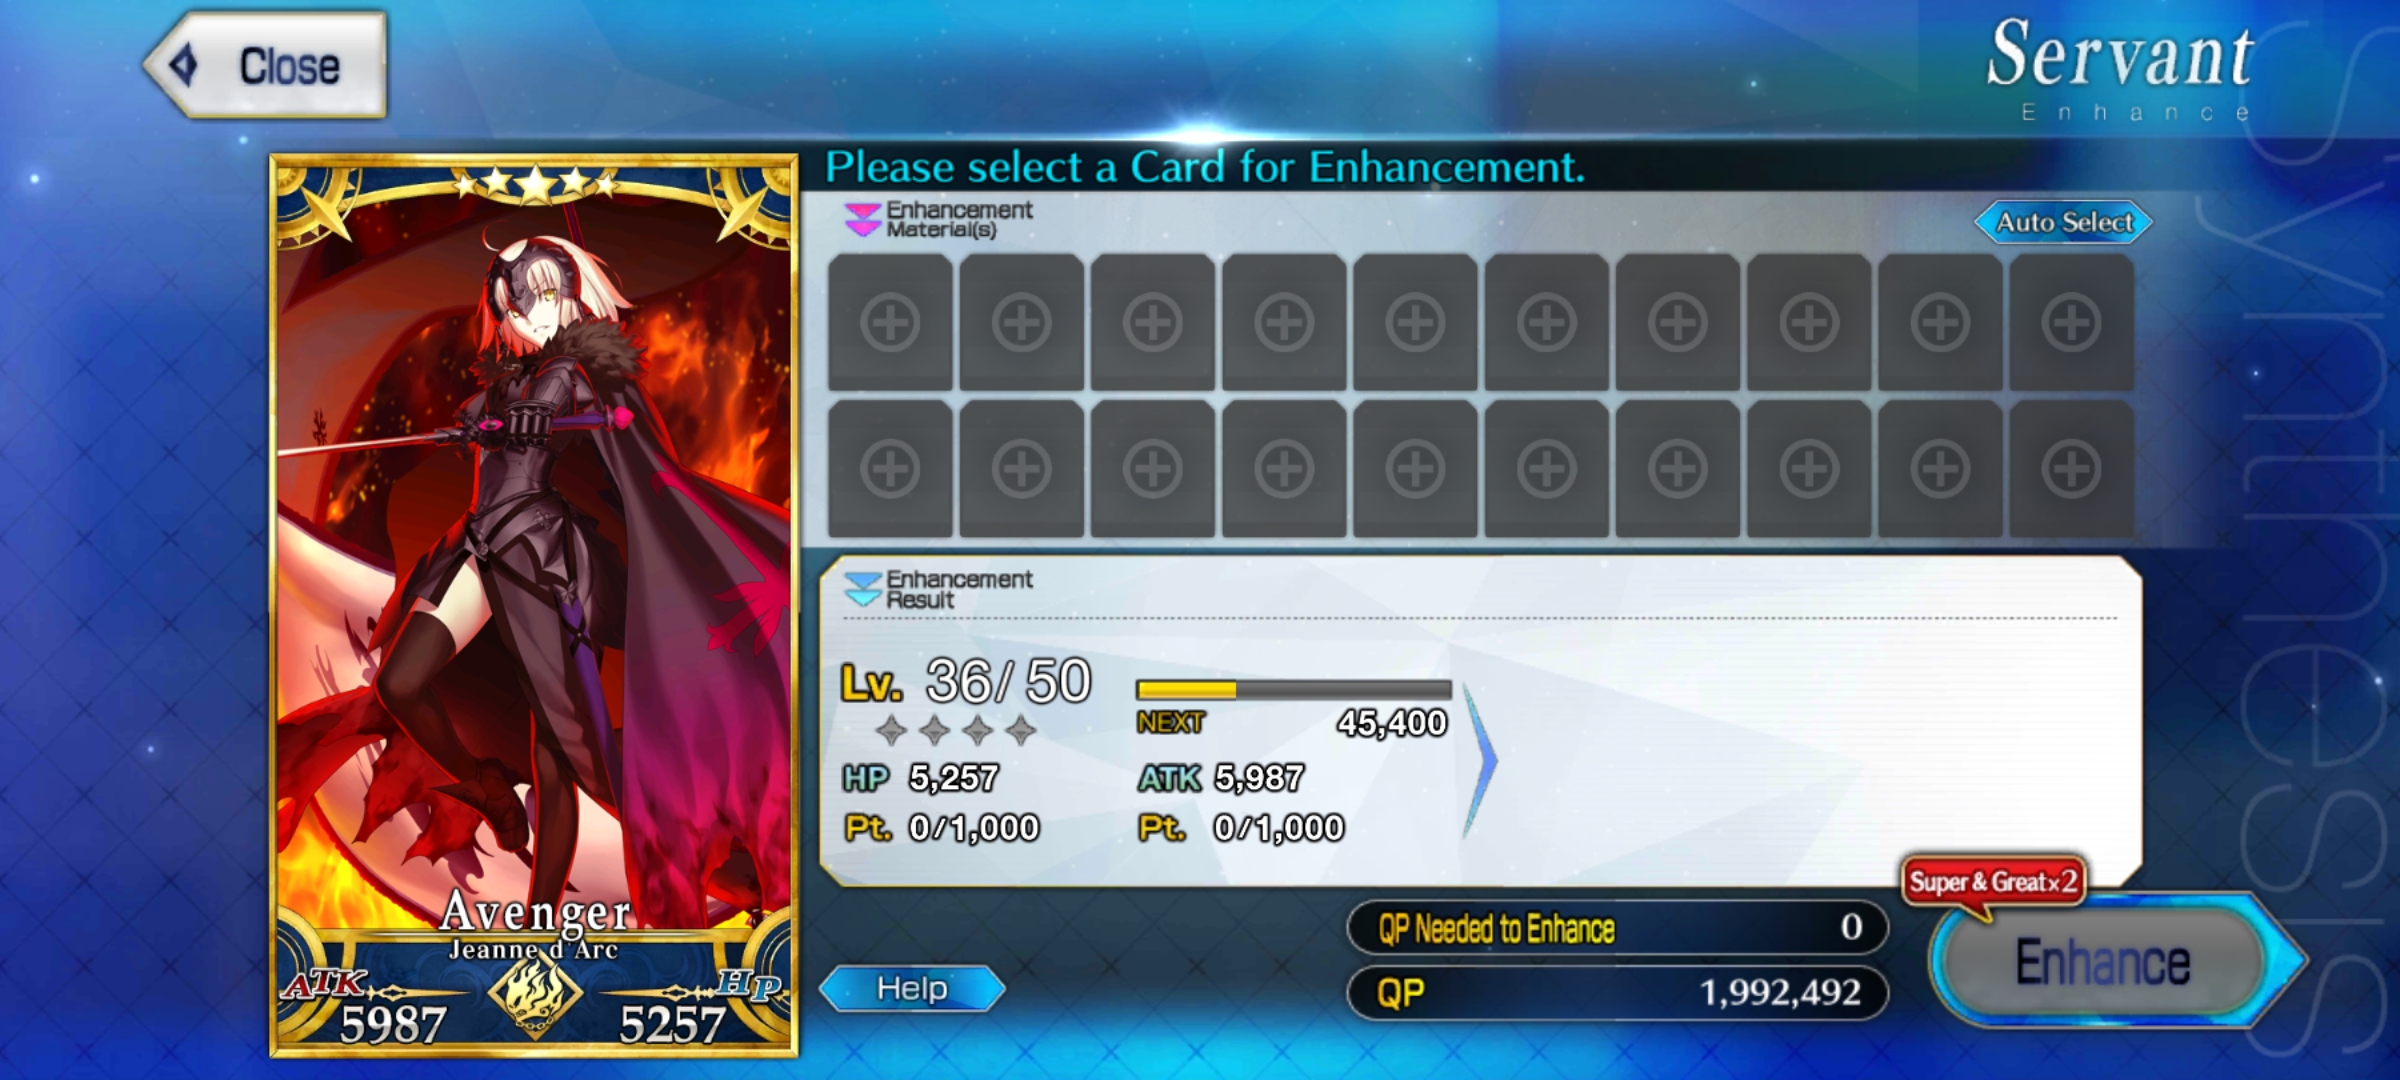 Close
Servant
Enhance
Please select a Card for Enhancement.
Enhancement
Material(s)
Auto Select
Enhancement
Result
Lv. 36/50
NEXT 45,400
HP 5,257 ATK 5,987
Pt. 0/1,000 Pt. 0/1,000
Avenger
Jeanne d'Arc
ATK HP
5987 5257
Super & Great×2
QP Needed to Enhance 0
Enhance
Help
QP 1,992,492
Synthesis